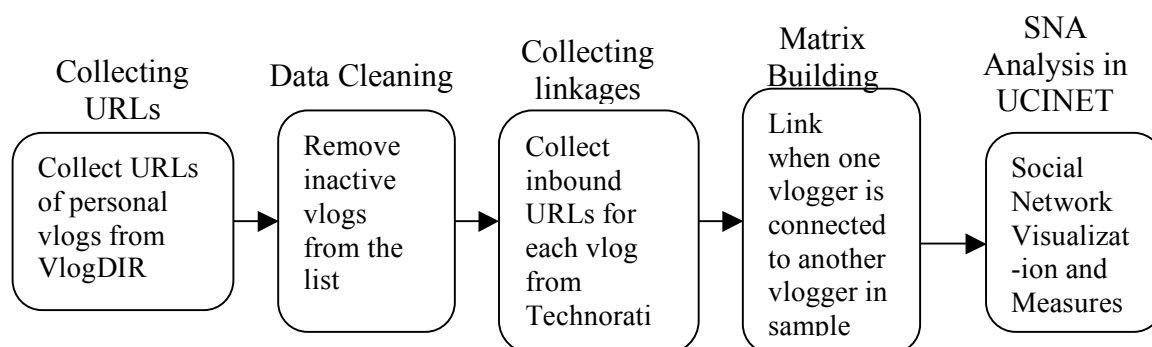 Collecting
URLs
Collect URLs
of personal
vlogs from
VlogDIR
Data Cleaning
Remove
inactive
vlogs
from the
list
Collecting
linkages
Collect
inbound
URLs for
each vlog
from
Technorati
Matrix
Building
Link
when one
vlogger is
connected
to another
vlogger in
sample
SNA
Analysis in
UCINET
Social
Network
Visualizat
-ion and
Measures